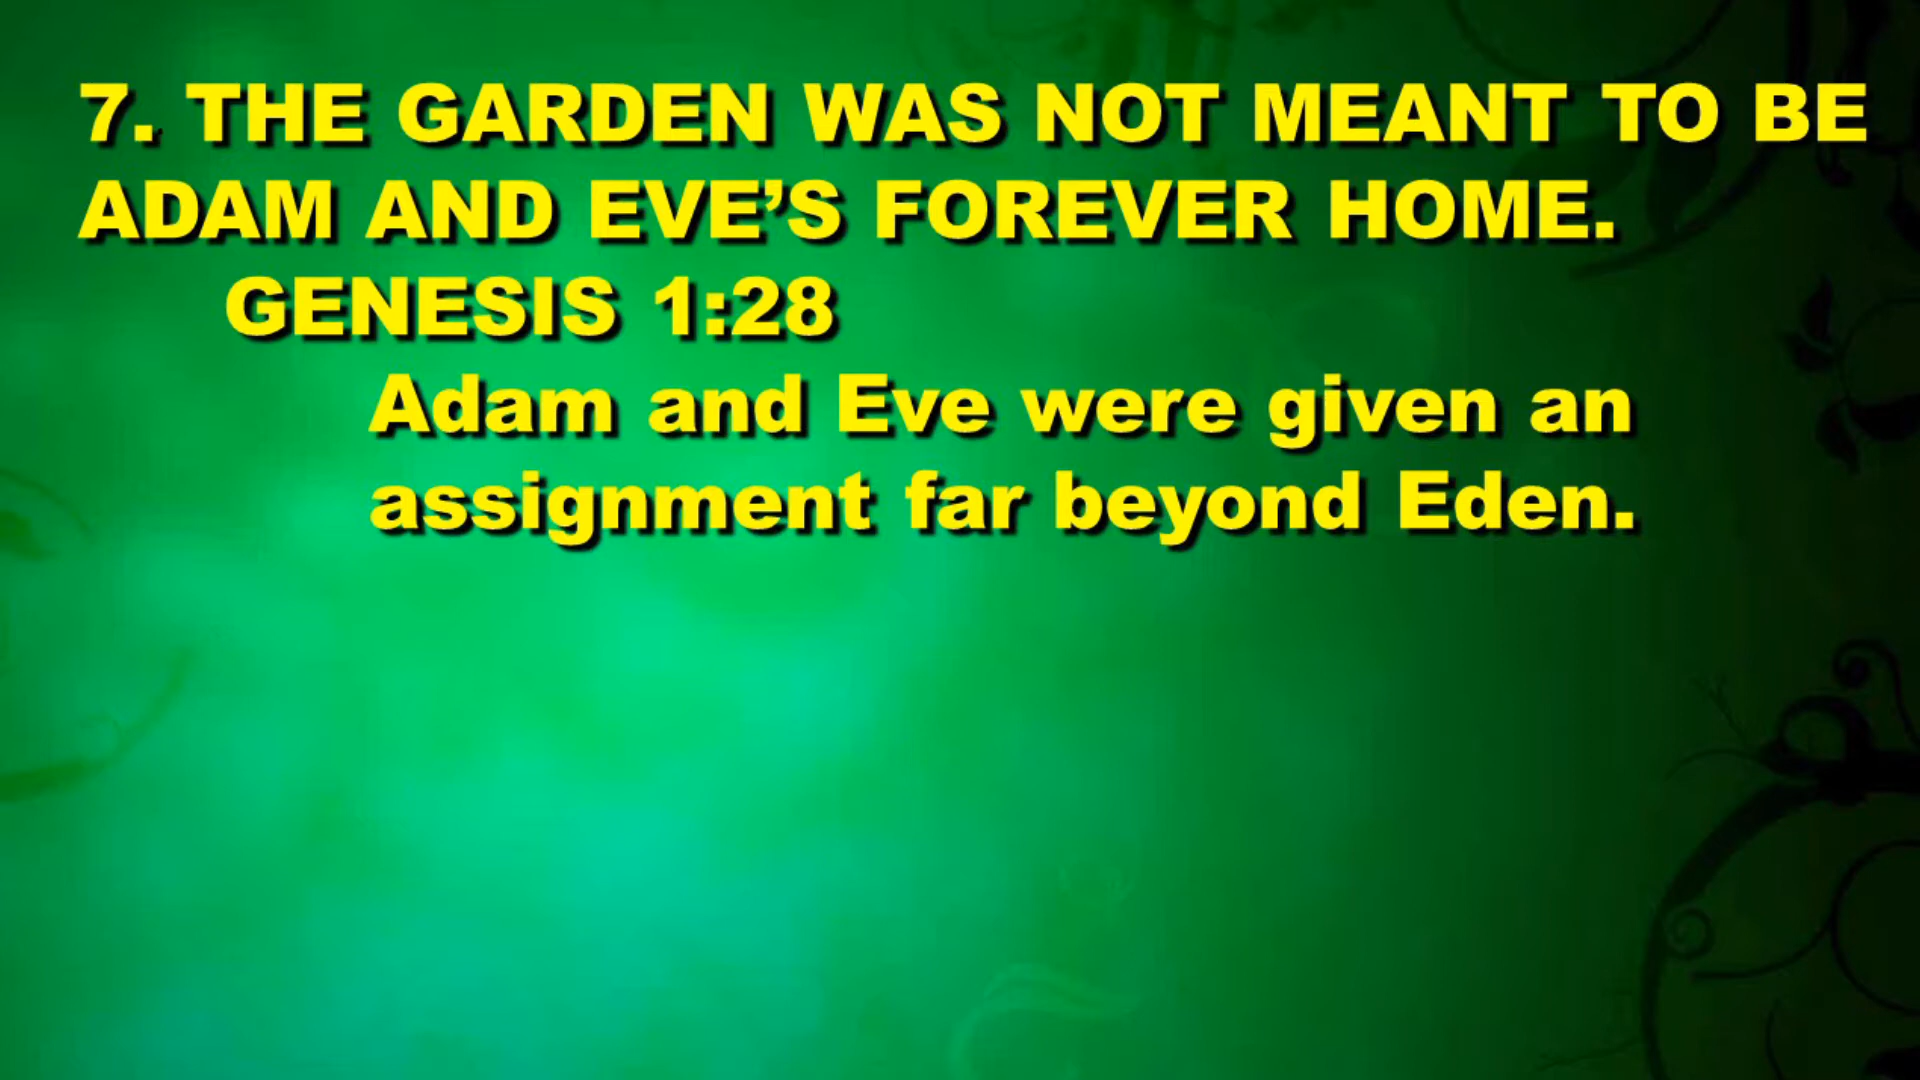 7. THE GARDEN WAS NOT MEANT TO BE
ADAM AND EVE’S FOREVER HOME.
GENESIS 1:28
Adam and Eve were given an
assignment far beyond Eden.